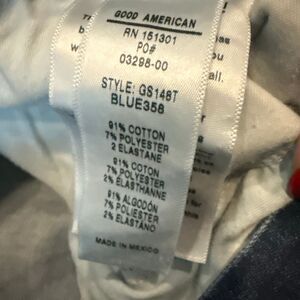 GOOD AMERICAN
RN 151301
PO#
03298-00
STYLE: GS146T
BLUE358
91% COTTON
7% POLYESTER
2 ELASTANE
91% COTON
7% POLYESTER
2% ÉLASTHANNE
91% ALGODÓN
7% POLIESTER
2% ELASTANO
MADE IN MEXICO